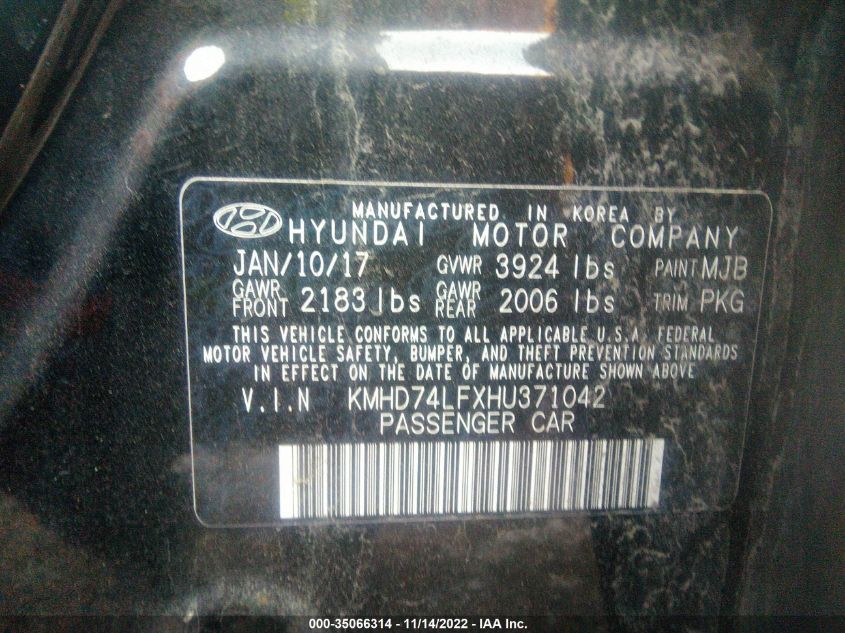 MANUFACTURED IN KOREA BY
HYUNDAI MOTOR COMPANY
JAN/10/17 GVWR 3924 lbs PAINT MJB
GAWR FRONT 2183 lbs GAWR REAR 2006 lbs TRIM PKG
THIS VEHICLE CONFORMS TO ALL APPLICABLE U.S.A. FEDERAL
MOTOR VEHICLE SAFETY, BUMPER, AND THEFT PREVENTION STANDARDS
IN EFFECT ON THE DATE OF MANUFACTURE SHOWN ABOVE
V.I.N KMHD74LFXHU371042
PASSENGER CAR
000-35066314 - 11/14/2022 - IAA Inc.